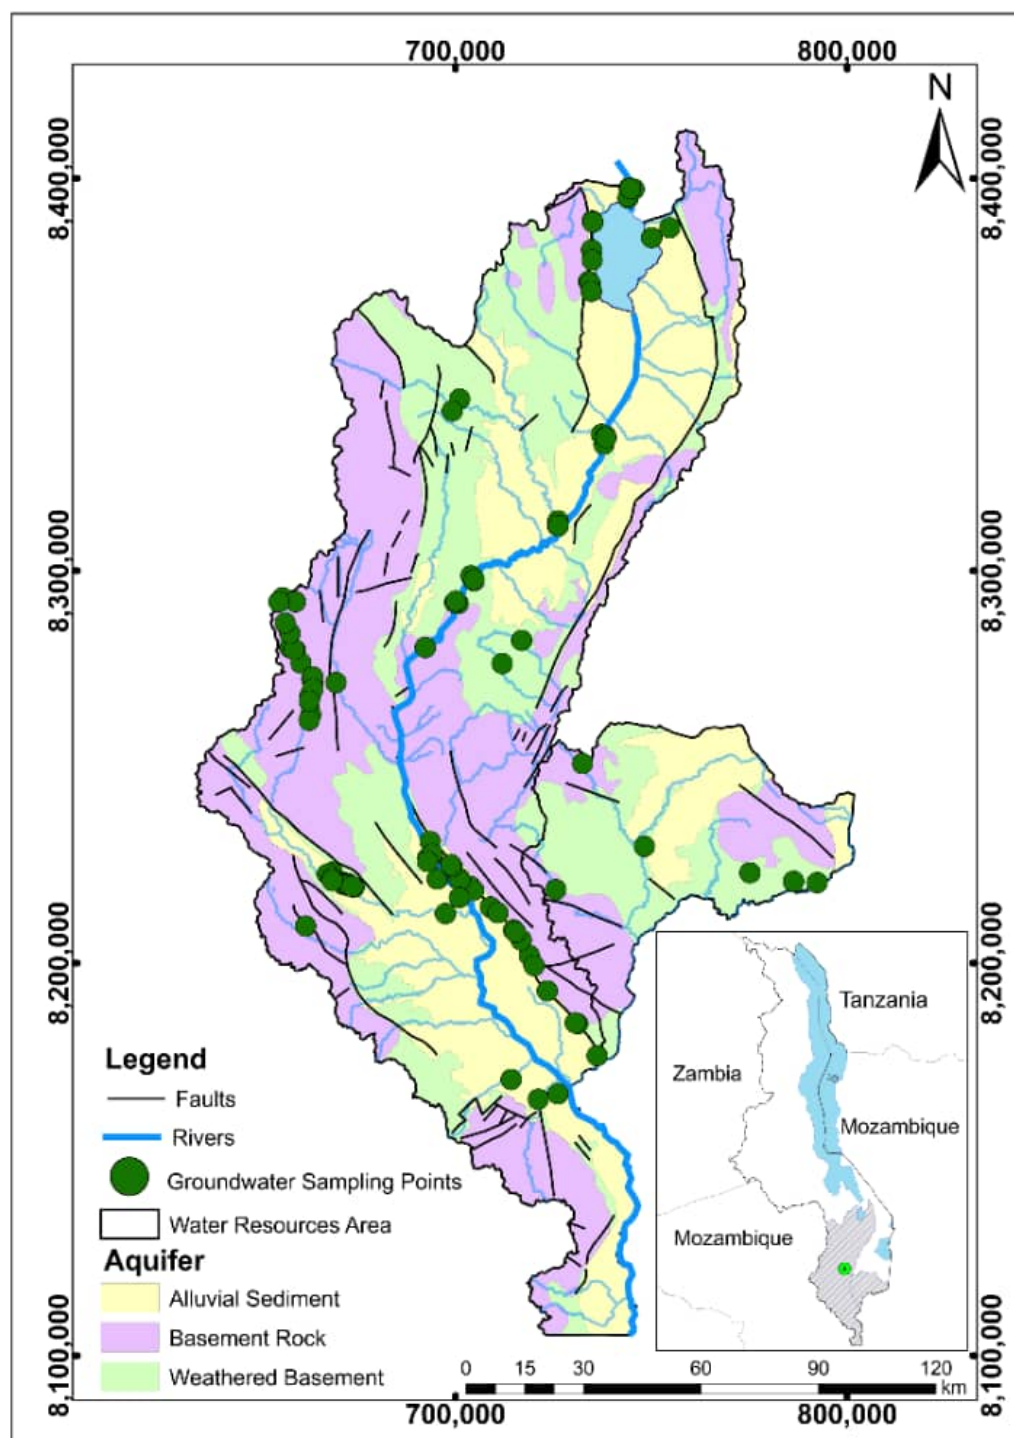 700,000 800,000
N
8,400,000 8,400,000
8,300,000 8,300,000
8,200,000 8,200,000
Tanzania
Zambia
Mozambique
Mozambique
Legend
Faults
Rivers
Groundwater Sampling Points
Water Resources Area
Aquifer
Alluvial Sediment
Basement Rock
Weathered Basement
8,100,000 8,100,000
0 15 30 60 90 120
km
700,000 800,000